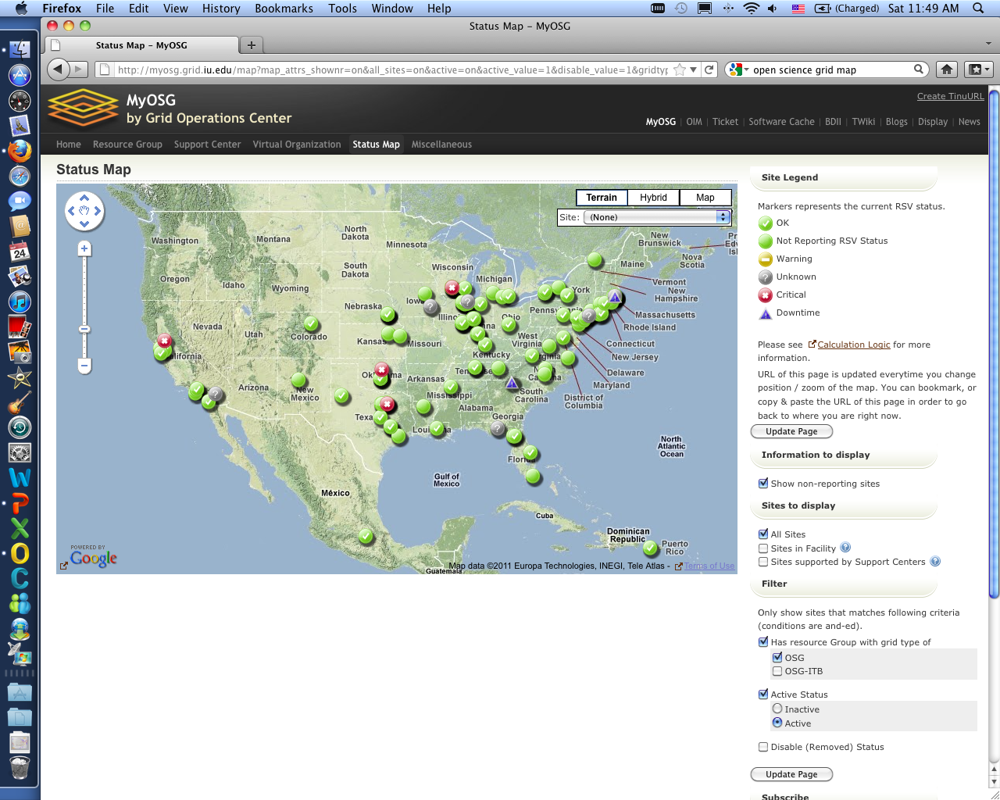 Firefox File Edit View History Bookmarks Tools Window Help (Charged) Sat 11:49 AM
Status Map – MyOSG
Status Map – MyOSG
http://myosg.grid.iu.edu/map?map_attrs_shownr=on&all_sites=on&active=on&active_value=1&disable_value=1&gridtyp
open science grid map
MyOSG
by Grid Operations Center
Create TinuURL
MyOSG | OIM | Ticket | Software Cache | BDII | TWiki | Blogs | Display | News
Home Resource Group Support Center Virtual Organization Status Map Miscellaneous
Status Map
Terrain Hybrid Map
Site: (None)
Washington
Montana
North Dakota
Minnesota
New Brunswick
Nova Scotia
Maine
Oregon
Idaho
South Dakota
Wisconsin
Michigan
York
Vermont
New Hampshire
Massachusetts
Rhode Island
Connecticut
New Jersey
Delaware
Maryland
District of Columbia
Nebraska
Iow
Illin
ana
Ohio
Pennsylv
Nevada
Utah
Colorado
Kansas
Missouri
West Virginia
Kentucky
lifornia
Arizona
New Mexico
Ok ma
Arkansas
Ten
South Carolina
Mississippi
Alabama
Georgia
Texa
Loui na
Florid
North Atlantic Ocean
Gulf of Mexico
México
Cuba
Dominican Republic
Puerto Rico
Guatemala
POWERED BY
Google
Map data ©2011 Europa Technologies, INEGI, Tele Atlas - Terms of Use
Site Legend
Markers represents the current RSV status.
OK
Not Reporting RSV Status
Warning
Unknown
Critical
Downtime
Please see Calculation Logic for more
information.
URL of this page is updated everytime you change
position / zoom of the map. You can bookmark, or
copy & paste the URL of this page in order to go
back to where you are right now.
Update Page
Information to display
Show non-reporting sites
Sites to display
All Sites
Sites in Facility ?
Sites supported by Support Centers ?
Filter
Only show sites that matches following criteria
(conditions are and-ed).
Has resource Group with grid type of
OSG
OSG-ITB
Active Status
Inactive
Active
Disable (Removed) Status
Update Page
Subscribe